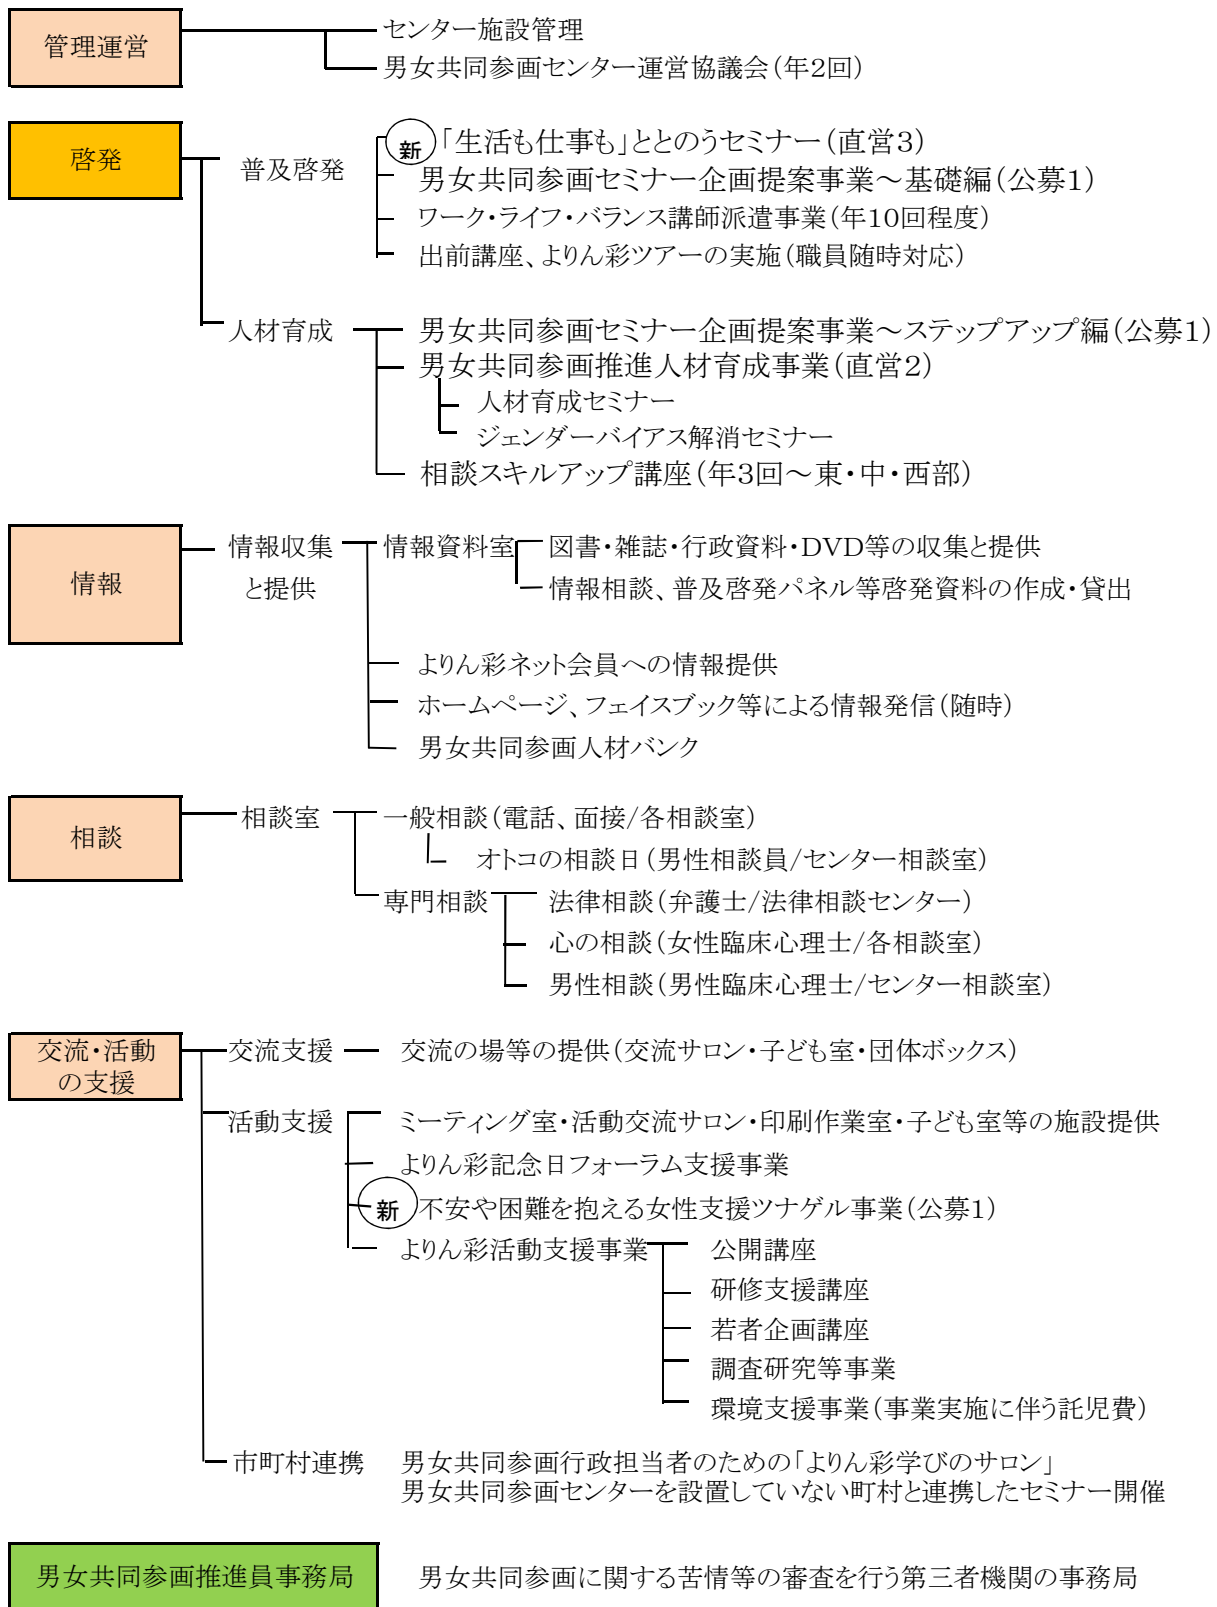 管理運営
センター施設管理
男女共同参画センター運営協議会(年2回)
啓発
普及啓発
新「生活も仕事も」ととのうセミナー(直営3)
男女共同参画セミナー企画提案事業～基礎編(公募1)
ワーク・ライフ・バランス講師派遣事業(年10回程度)
出前講座、よりん彩ツアーの実施(職員随時対応)
人材育成
男女共同参画セミナー企画提案事業～ステップアップ編(公募1)
男女共同参画推進人材育成事業(直営2)
人材育成セミナー
ジェンダーバイアス解消セミナー
相談スキルアップ講座(年3回～東・中・西部)
情報
情報収集
と提供
情報資料室
図書・雑誌・行政資料・DVD等の収集と提供
情報相談、普及啓発パネル等啓発資料の作成・貸出
よりん彩ネット会員への情報提供
ホームページ、フェイスブック等による情報発信(随時)
男女共同参画人材バンク
相談
相談室
一般相談(電話、面接/各相談室)
オトコの相談日(男性相談員/センター相談室)
専門相談
法律相談(弁護士/法律相談センター)
心の相談(女性臨床心理士/各相談室)
男性相談(男性臨床心理士/センター相談室)
交流・活動
の支援
交流支援
交流の場等の提供(交流サロン・子ども室・団体ボックス)
活動支援
ミーティング室・活動交流サロン・印刷作業室・子ども室等の施設提供
よりん彩記念日フォーラム支援事業
新 不安や困難を抱える女性支援ツナゲル事業(公募1)
よりん彩活動支援事業
公開講座
研修支援講座
若者企画講座
調査研究等事業
環境支援事業(事業実施に伴う託児費)
市町村連携
男女共同参画行政担当者のための「よりん彩学びのサロン」
男女共同参画センターを設置していない町村と連携したセミナー開催
男女共同参画推進員事務局
男女共同参画に関する苦情等の審査を行う第三者機関の事務局